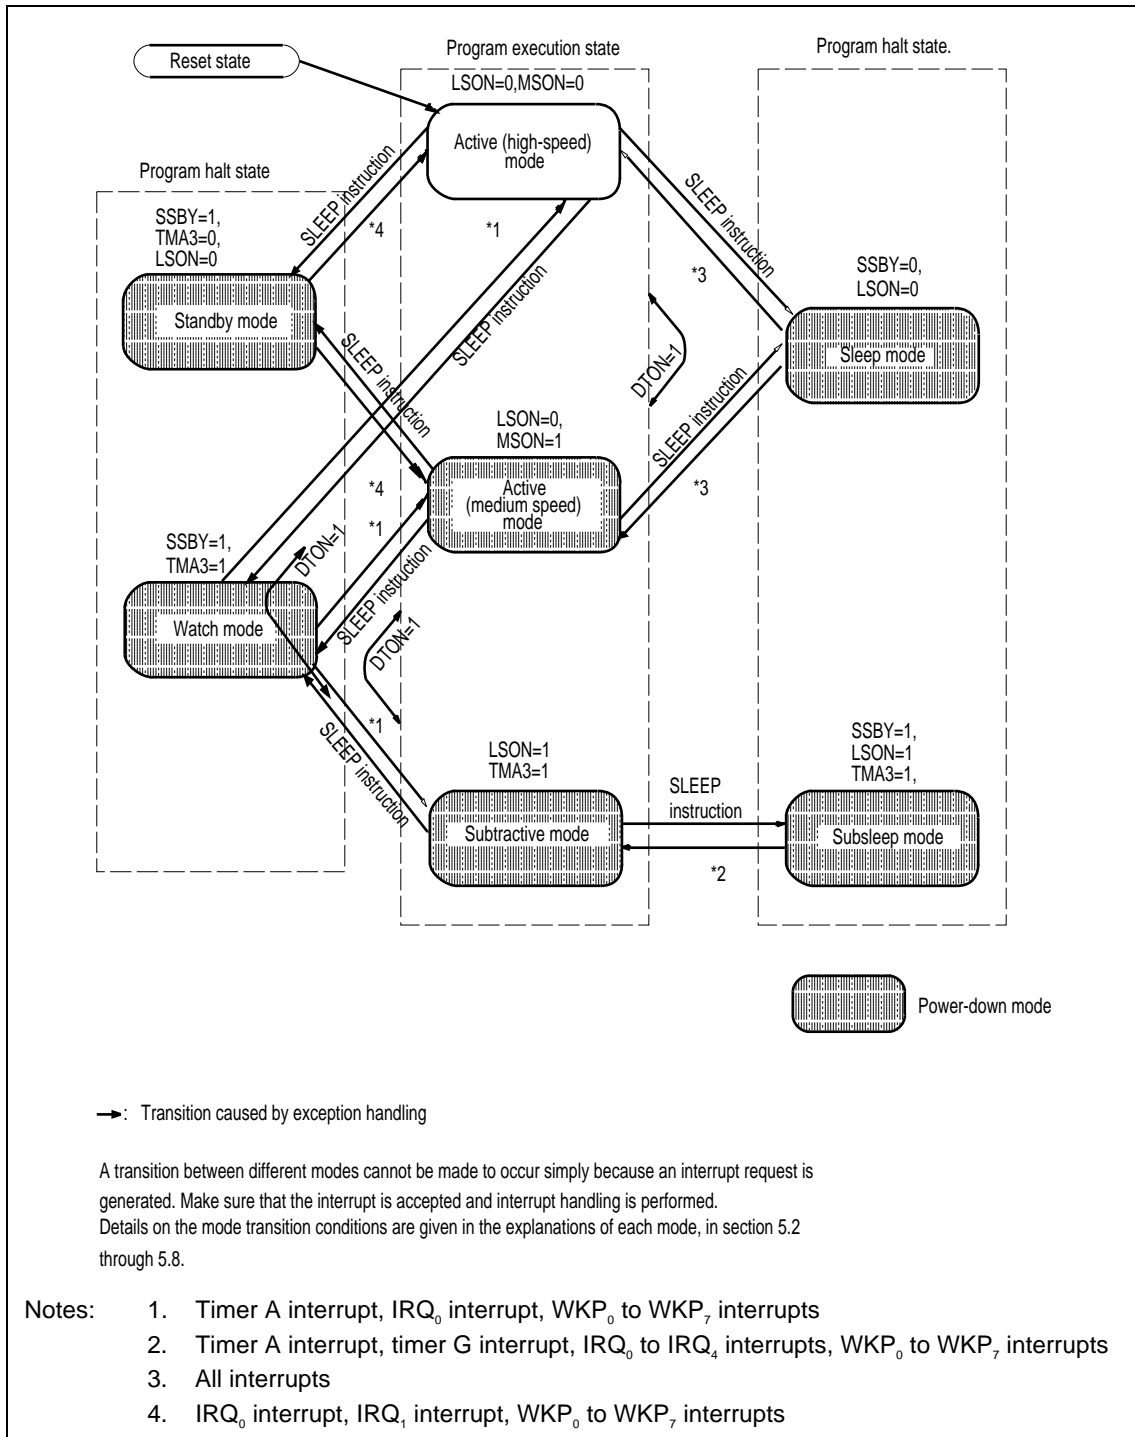 Reset state
Program execution state
Program halt state.
LSON=0,MSON=0
Active (high-speed)
mode
Program halt state
SLEEP instruction
*4
*1
SLEEP instruction
SLEEP instruction
*3
SSBY=1,
TMA3=0,
LSON=0
Standby mode
SSBY=0,
LSON=0
Sleep mode
SLEEP instruction
DTON=1
SLEEP instruction
*3
LSON=0,
MSON=1
Active
(medium speed)
mode
*4
*1
SSBY=1,
TMA3=1
DTON=1
Watch mode
SLEEP instruction
DTON=1
*1
SLEEP instruction
LSON=1
TMA3=1
Subtractive mode
SLEEP
instruction
*2
SSBY=1,
LSON=1
TMA3=1,
Subsleep mode
Power-down mode
: Transition caused by exception handling
A transition between different modes cannot be made to occur simply because an interrupt request is
generated. Make sure that the interrupt is accepted and interrupt handling is performed.
Details on the mode transition conditions are given in the explanations of each mode, in section 5.2
through 5.8.
Notes: 1. Timer A interrupt, IRQ₀ interrupt, WKP₀ to WKP₇ interrupts
2. Timer A interrupt, timer G interrupt, IRQ₀ to IRQ₄ interrupts, WKP₀ to WKP₇ interrupts
3. All interrupts
4. IRQ₀ interrupt, IRQ₁ interrupt, WKP₀ to WKP₇ interrupts